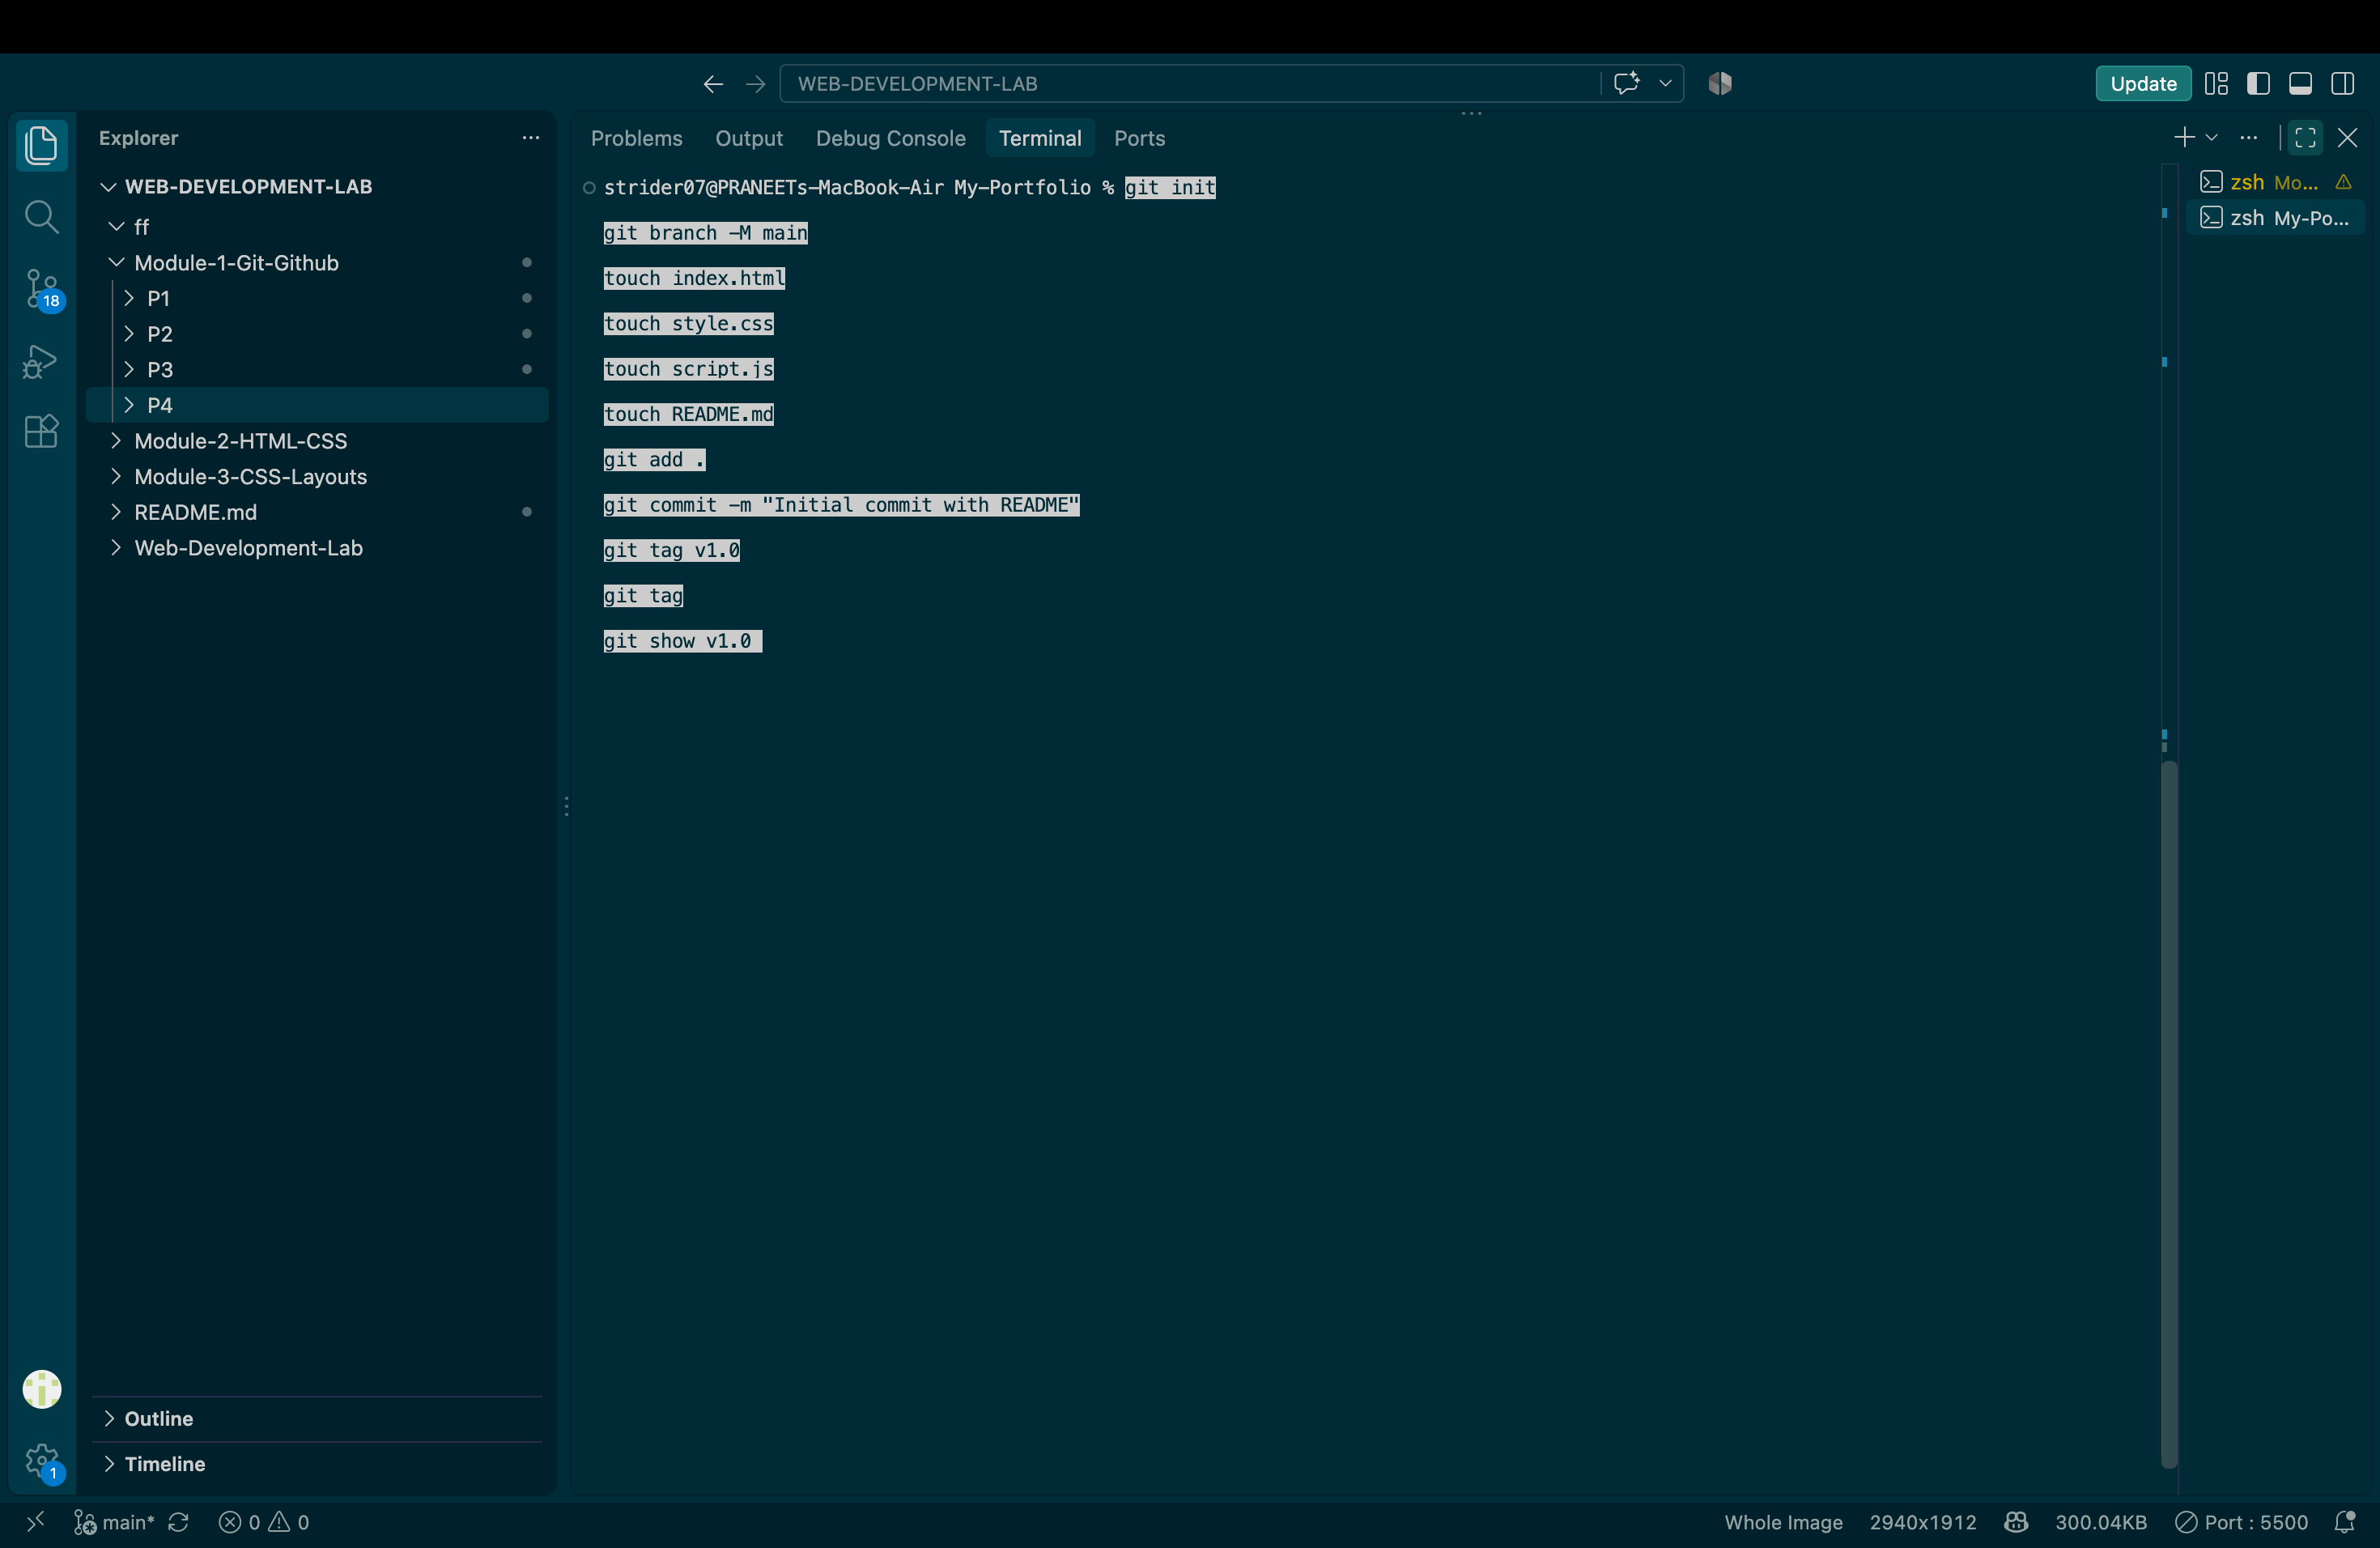 WEB-DEVELOPMENT-LAB
Update
Explorer
WEB-DEVELOPMENT-LAB
ff
Module-1-Git-Github
P1
P2
P3
P4
Module-2-HTML-CSS
Module-3-CSS-Layouts
README.md
Web-Development-Lab
Outline
Timeline
18
1
Problems Output Debug Console Terminal Ports
strider07@PRANEETs-MacBook-Air My-Portfolio % git init
git branch -M main
touch index.html
touch style.css
touch script.js
touch README.md
git add .
git commit -m "Initial commit with README"
git tag v1.0
git tag
git show v1.0
zsh Mo...
zsh My-Po...
main* 0 0
Whole Image 2940x1912 300.04KB Port : 5500